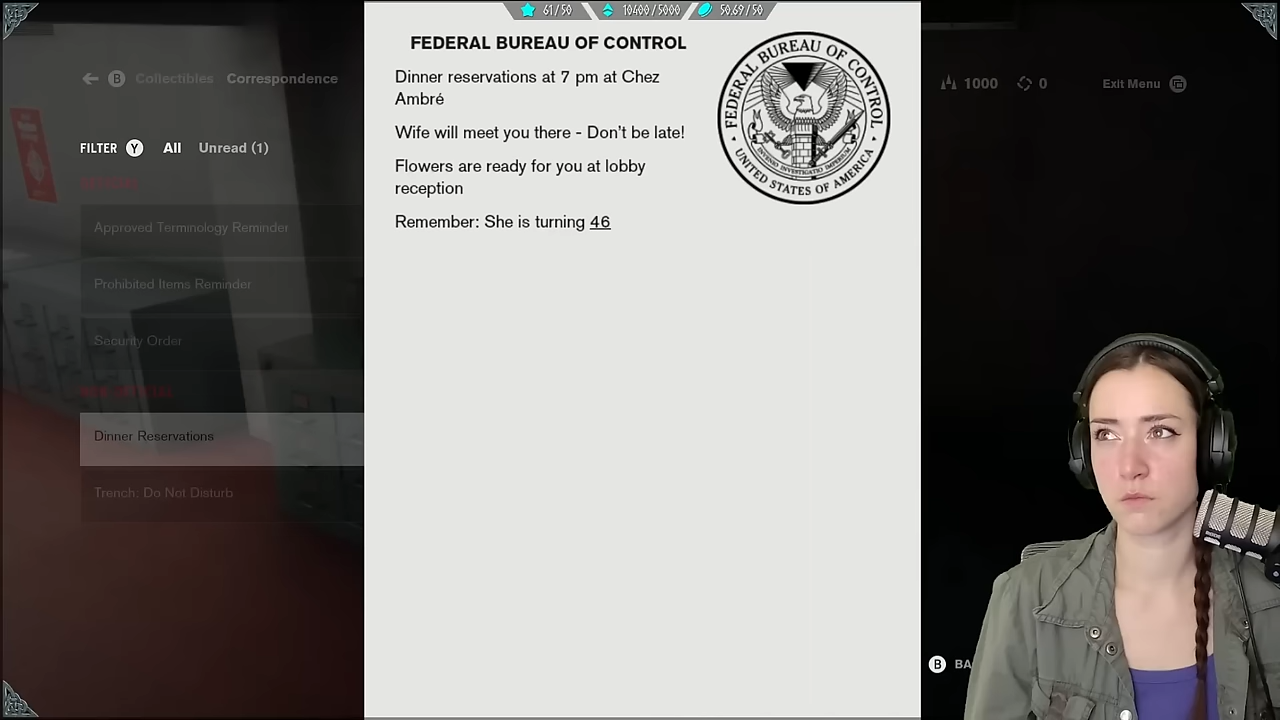 61/50 10400/5000 50.69/50
FEDERAL BUREAU OF CONTROL
Dinner reservations at 7 pm at Chez
Ambré
Wife will meet you there - Don't be late!
Flowers are ready for you at lobby
reception
Remember: She is turning 46
FEDERAL BUREAU OF CONTROL
UNITED STATES OF AMERICA
B Collectibles Correspondence
1000 0 Exit Menu
FILTER Y All Unread (1)
Approved Terminology Reminder
Prohibited Items Reminder
Security Order
Dinner Reservations
Trench: Do Not Disturb
B BA